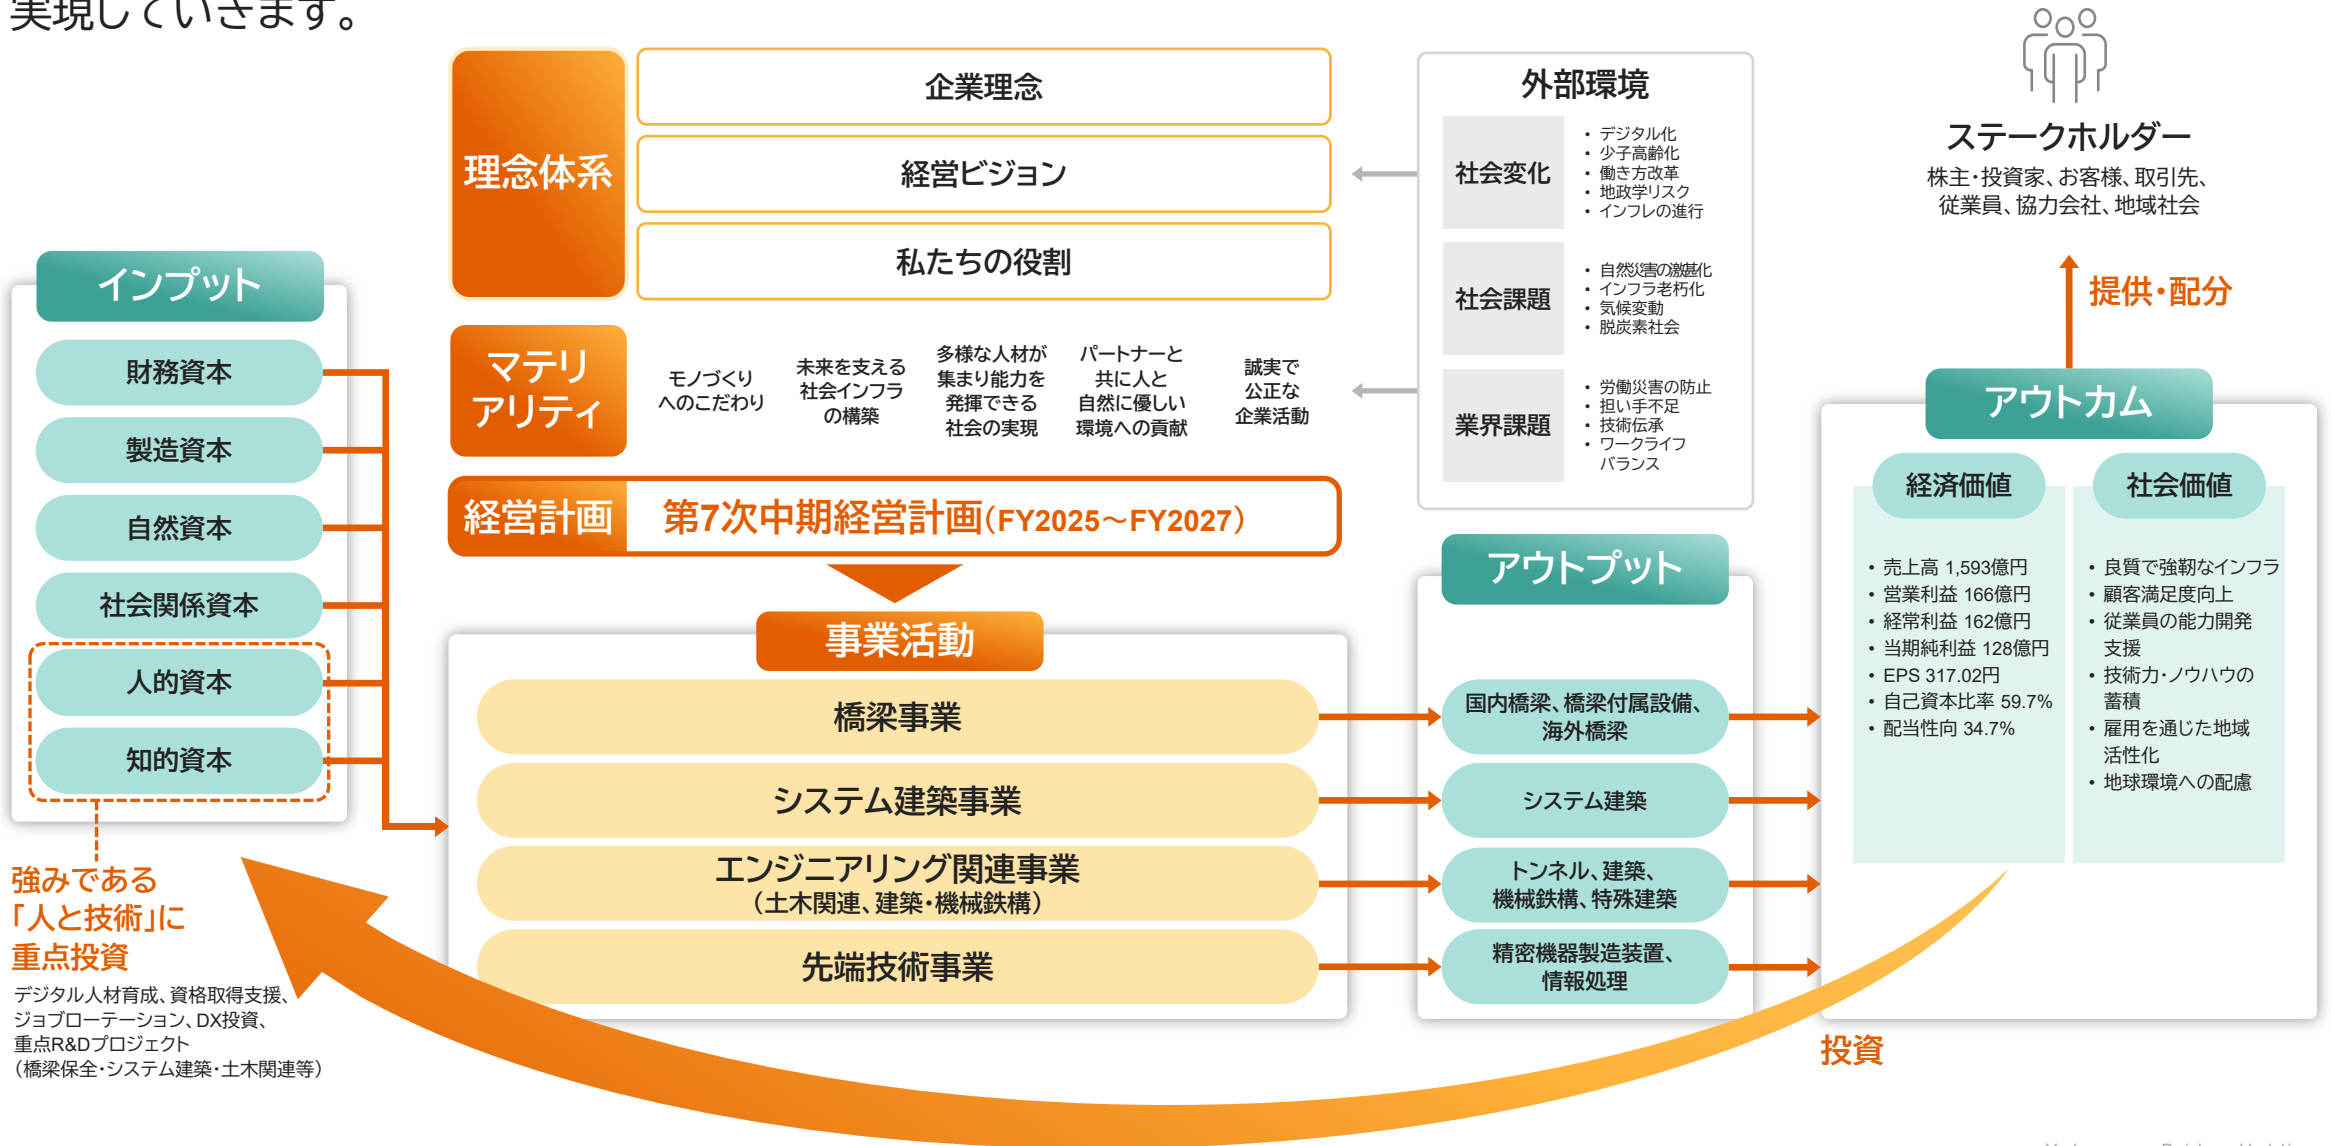 実現していきます。
理念体系
企業理念
経営ビジョン
私たちの役割
マテリ
アリティ
モノづくり
へのこだわり
未来を支える
社会インフラ
の構築
多様な人材が
集まり能力を
発揮できる
社会の実現
パートナーと
共に人と
自然に優しい
環境への貢献
誠実で
公正な
企業活動
経営計画
第7次中期経営計画（FY2025～FY2027）
外部環境
社会変化
• デジタル化
• 少子高齢化
• 働き方改革
• 地政学リスク
• インフレの進行
社会課題
• 自然災害の激甚化
• インフラ老朽化
• 気候変動
• 脱炭素社会
業界課題
• 労働災害の防止
• 担い手不足
• 技術伝承
• ワークライフ
バランス
ステークホルダー
株主・投資家、お客様、取引先、
従業員、協力会社、地域社会
提供・配分
インプット
財務資本
製造資本
自然資本
社会関係資本
人的資本
知的資本
強みである
「人と技術」に
重点投資
デジタル人材育成、資格取得支援、
ジョブローテーション、DX投資、
重点R&Dプロジェクト
（橋梁保全・システム建築・土木関連等）
事業活動
橋梁事業
システム建築事業
エンジニアリング関連事業
（土木関連、建築・機械鉄構）
先端技術事業
アウトプット
国内橋梁、橋梁付属設備、
海外橋梁
システム建築
トンネル、建築、
機械鉄構、特殊建築
精密機器製造装置、
情報処理
アウトカム
経済価値
• 売上高 1,593億円
• 営業利益 166億円
• 経常利益 162億円
• 当期純利益 128億円
• EPS 317.02円
• 自己資本比率 59.7%
• 配当性向 34.7%
社会価値
• 良質で強靭なインフラ
• 顧客満足度向上
• 従業員の能力開発
支援
• 技術力・ノウハウの
蓄積
• 雇用を通じた地域
活性化
• 地球環境への配慮
投資